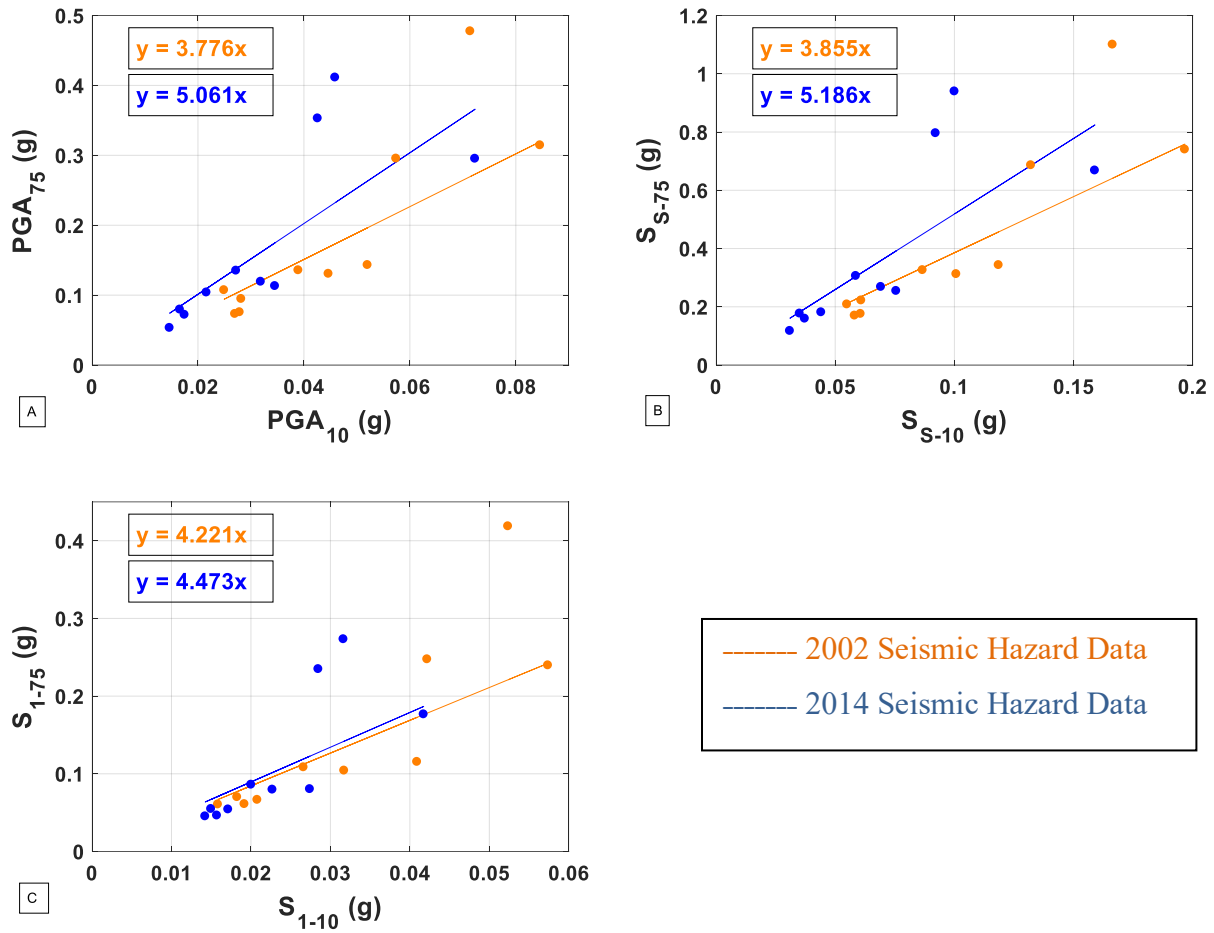 y = 3.776x
y = 5.061x
0.5
0.4
0.3
0.2
0.1
0
PGA75 (g)
0 0.02 0.04 0.06 0.08
PGA10 (g)
A
y = 3.855x
y = 5.186x
1.2
1
0.8
0.6
0.4
0.2
0
SS-75 (g)
0 0.05 0.1 0.15 0.2
SS-10 (g)
B
y = 4.221x
y = 4.473x
0.4
0.3
0.2
0.1
0
S1-75 (g)
0 0.01 0.02 0.03 0.04 0.05 0.06
S1-10 (g)
C
------- 2002 Seismic Hazard Data
------- 2014 Seismic Hazard Data